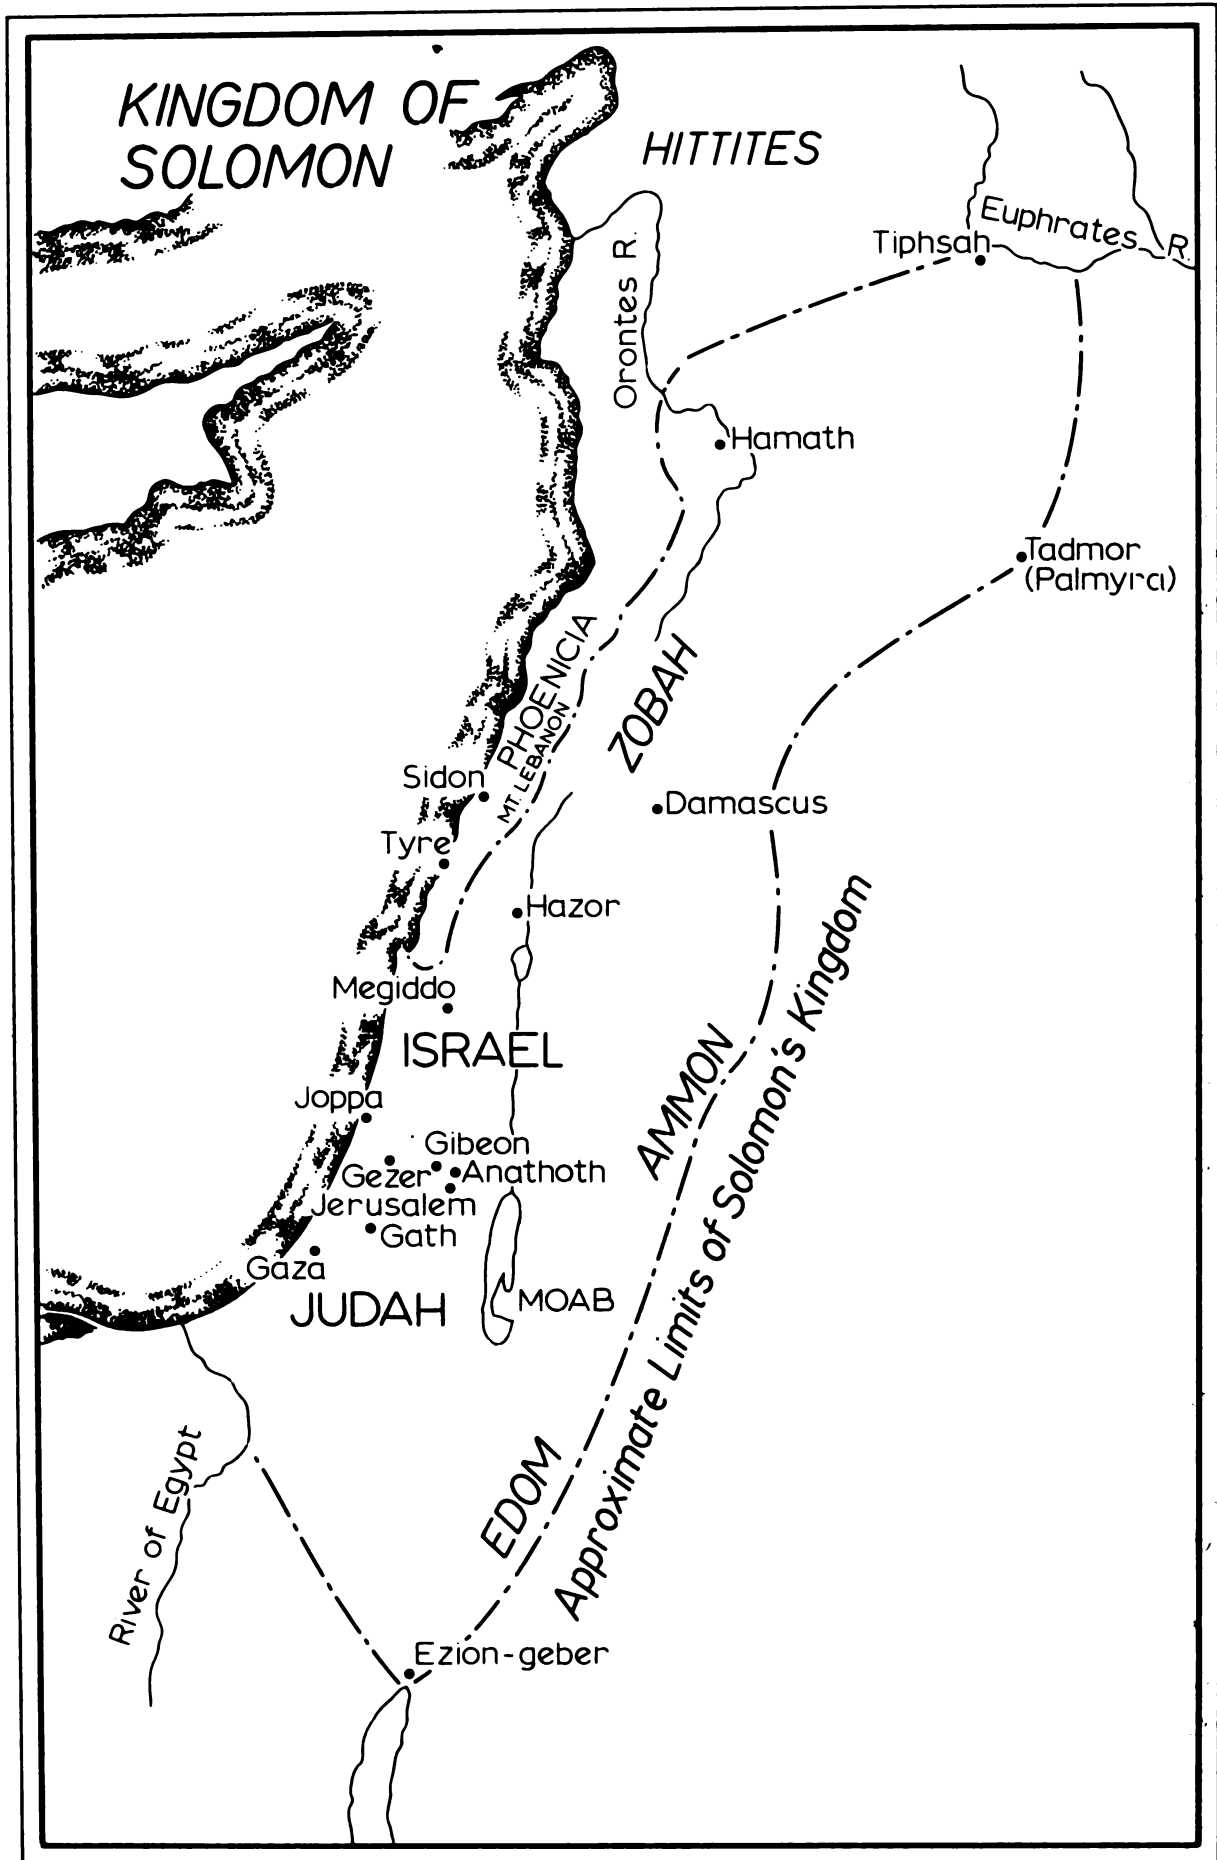 KINGDOM OF
SOLOMON
HITTITES
Euphrates R.
Tiphsah
Orontes R.
Hamath
Tadmor
(Palmyra)
PHOENICIA
MT. LEBANON
ZOBAH
Sidon
Damascus
Tyre
Hazor
Megiddo
ISRAEL
AMMON
Approximate Limits of Solomon's Kingdom
Joppa
Gibeon
Gezer
Anathoth
Jerusalem
Gath
Gaza
JUDAH
MOAB
River of Egypt
EDOM
Ezion-geber